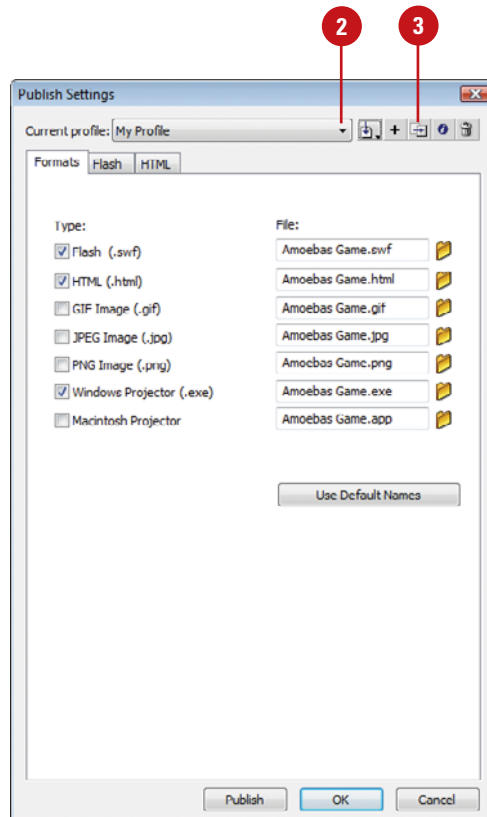 2 3
Publish Settings
Current profile: My Profile
Formats Flash HTML
Type: File:
Flash (.swf) Amoebas Game.swf
HTML (.html) Amoebas Game.html
GIF Image (.gif) Amoebas Game.gif
JPEG Image (.jpg) Amoebas Game.jpg
PNG Image (.png) Amoebas Game.png
Windows Projector (.exe) Amoebas Game.exe
Macintosh Projector Amoebas Game.app
Use Default Names
Publish OK Cancel